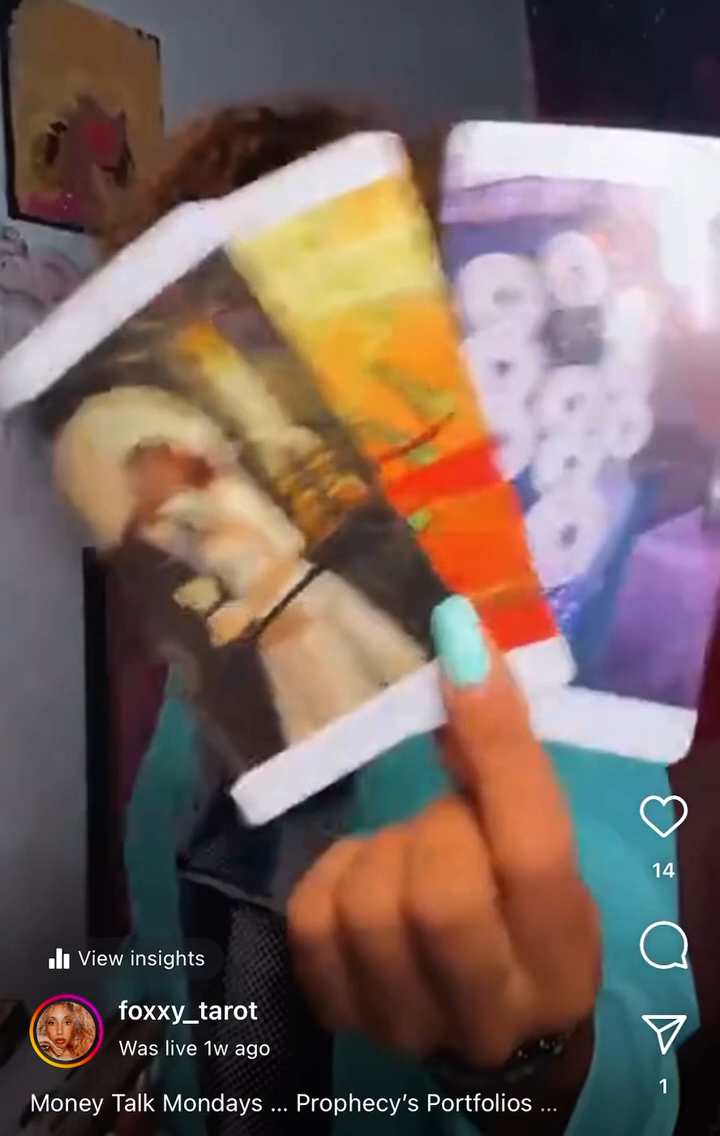 14
View insights
foxxy_tarot
Was live 1w ago
1
Money Talk Mondays ... Prophecy’s Portfolios ...